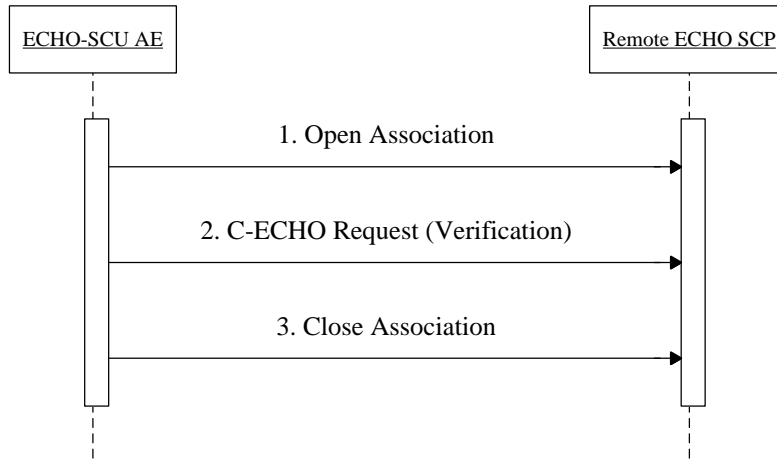 ECHO-SCU AE
Remote ECHO SCP
1. Open Association
2. C-ECHO Request (Verification)
3. Close Association